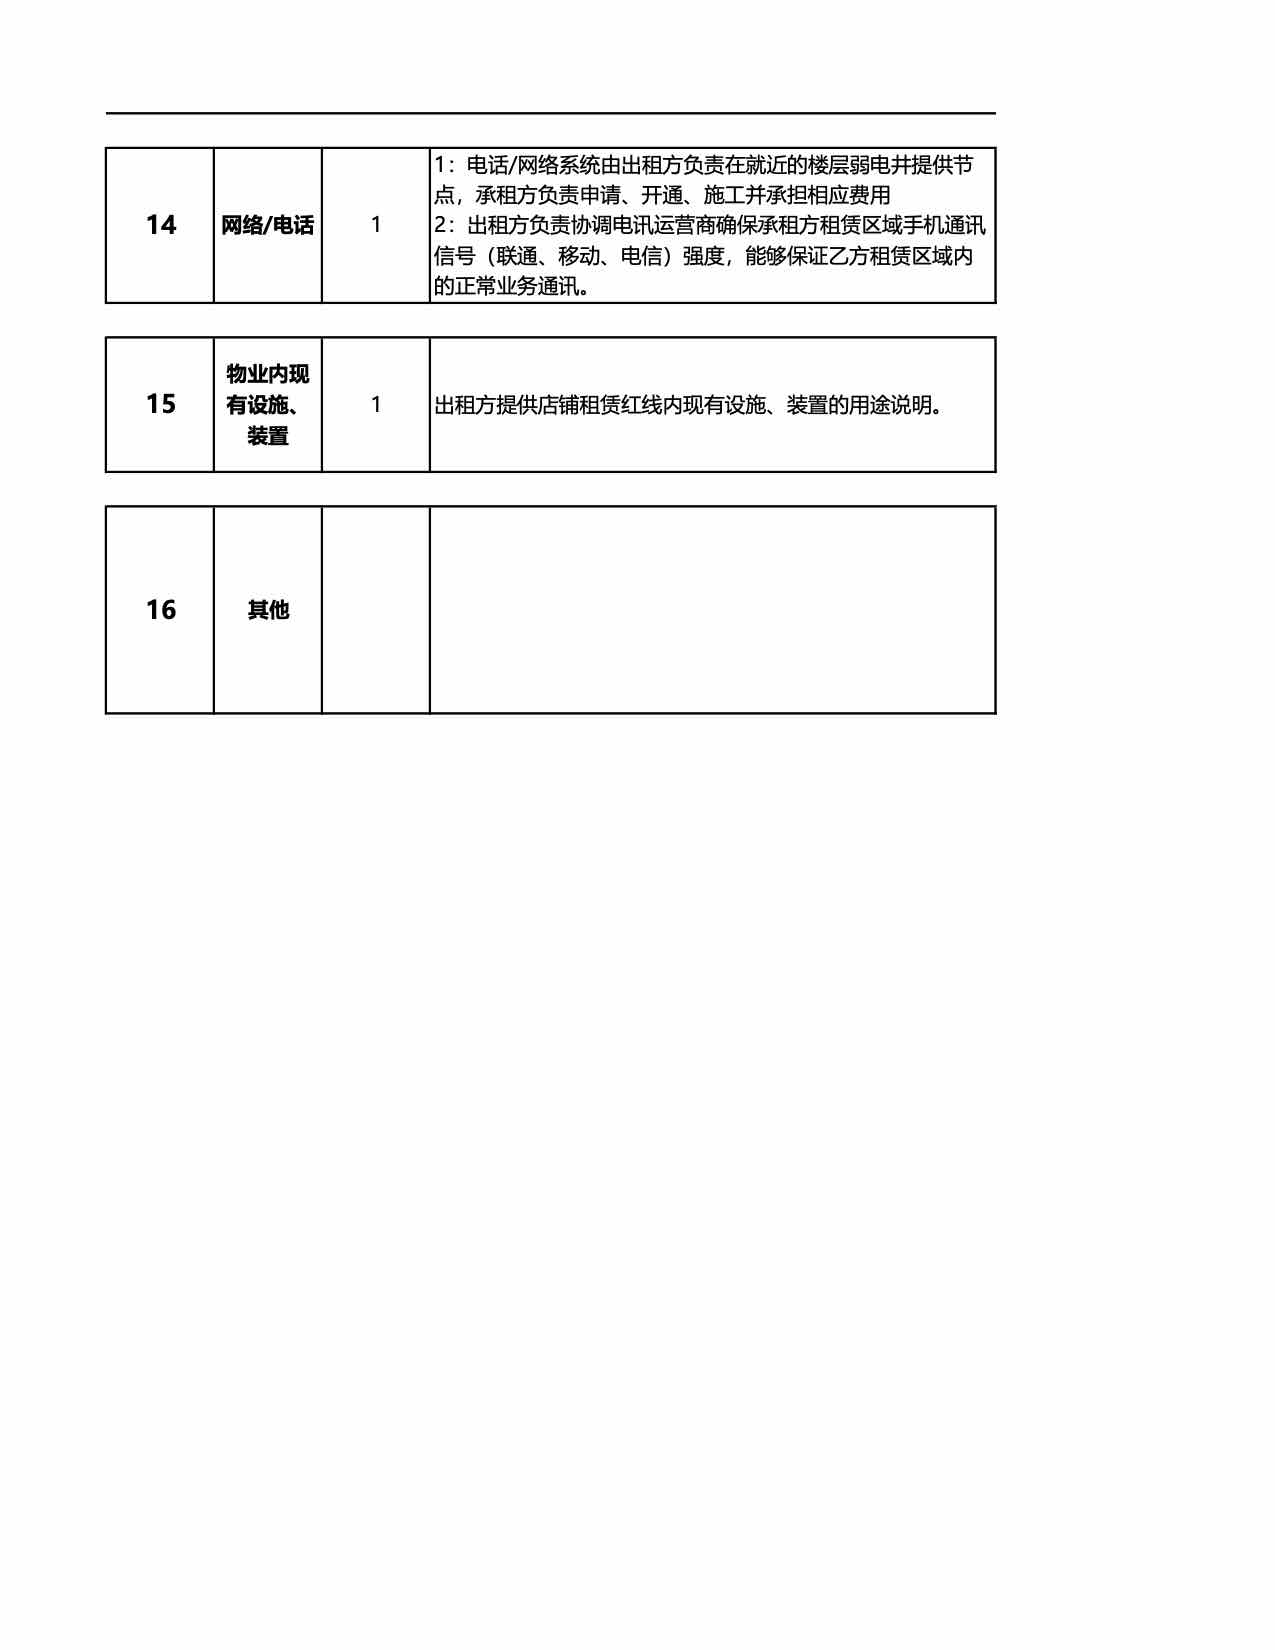 14
网络/电话
1
1：电话/网络系统由出租方负责在就近的楼层弱电井提供节
点，承租方负责申请、开通、施工并承担相应费用
2：出租方负责协调电讯运营商确保承租方租赁区域手机通讯
信号（联通、移动、电信）强度，能够保证乙方租赁区域内
的正常业务通讯。
15
物业内现
有设施、
装置
1
出租方提供店铺租赁红线内现有设施、装置的用途说明。
16
其他